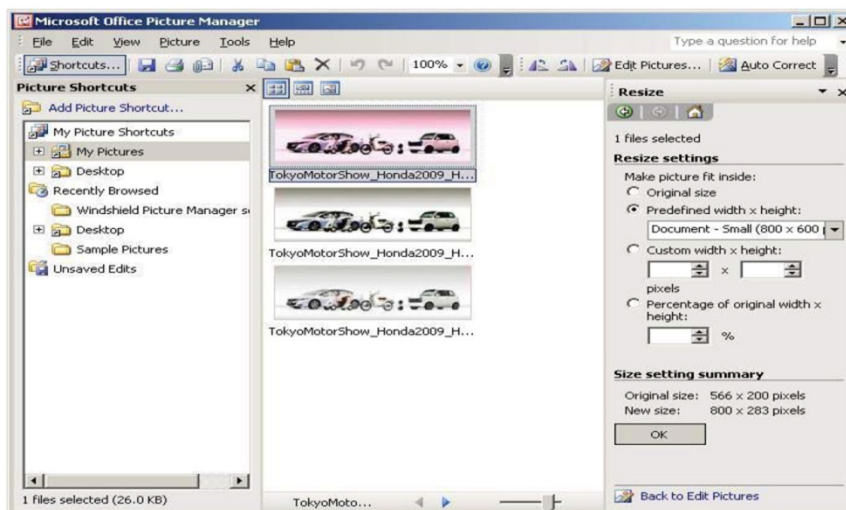 Microsoft Office Picture Manager
File Edit View Picture Tools Help
Type a question for help
Shortcuts... 100% Edit Pictures... Auto Correct
Picture Shortcuts
Add Picture Shortcut...
My Picture Shortcuts
My Pictures
Desktop
Recently Browsed
Windshield Picture Manager s
Desktop
Sample Pictures
Unsaved Edits
1 files selected (26.0 KB)
TokyoMotorShow_Honda2009_H...
TokyoMotorShow_Honda2009_H...
TokyoMotorShow_Honda2009_H...
TokyoMoto...
Resize
1 files selected
Resize settings
Make picture fit inside:
Original size
Predefined width x height:
Document - Small (800 x 600
Custom width x height:
x
pixels
Percentage of original width x
height:
%
Size setting summary
Original size: 566 x 200 pixels
New size: 800 x 283 pixels
OK
Back to Edit Pictures